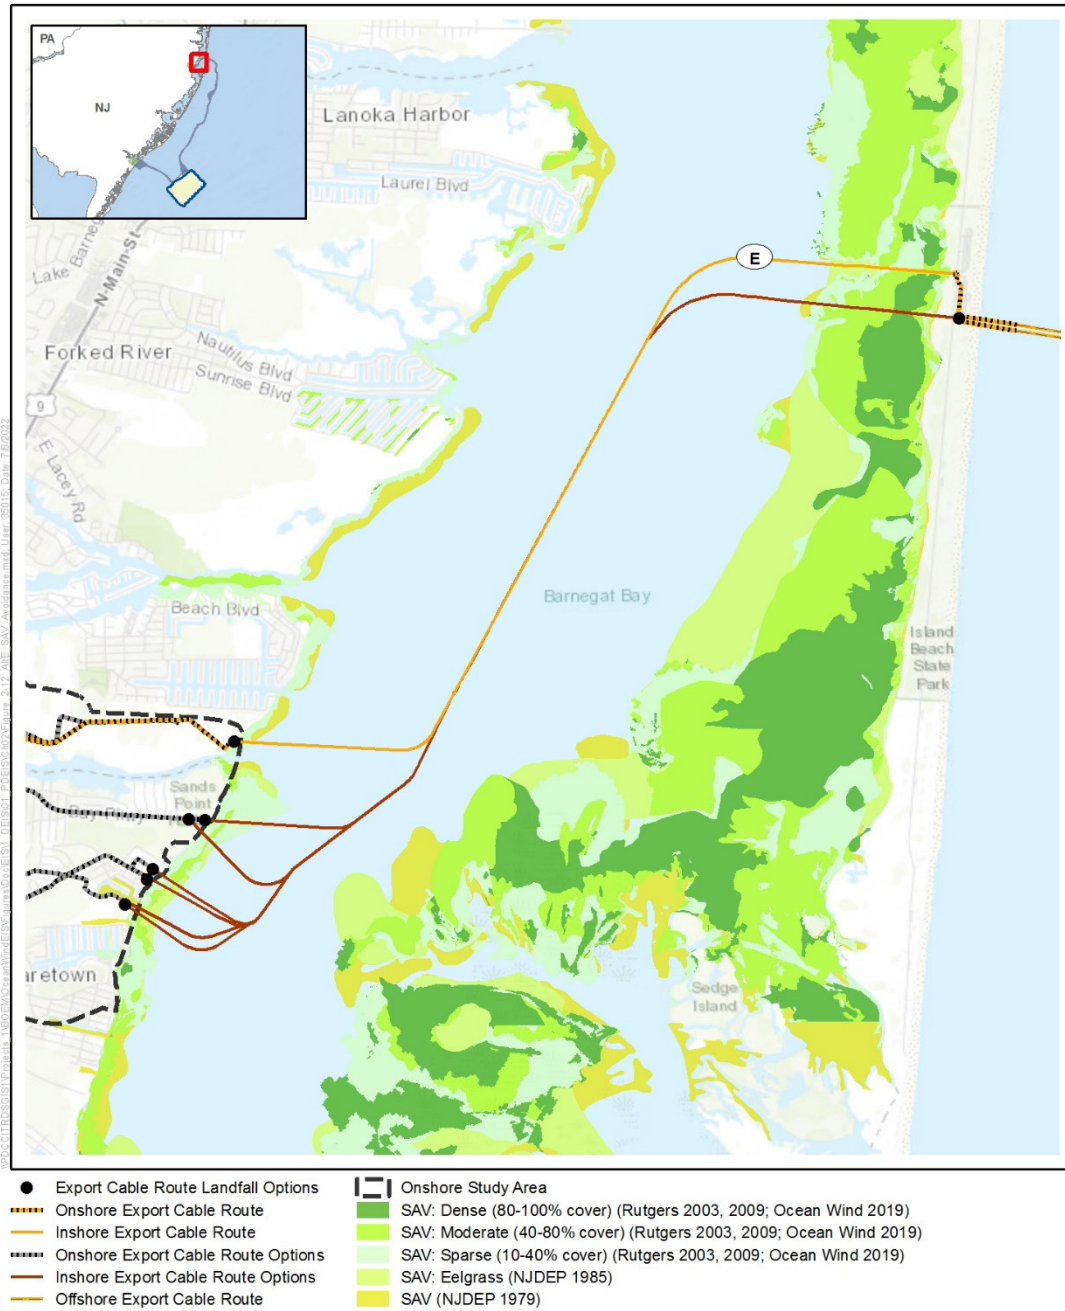 PA
NJ
Lanoka Harbor
Laurel Blvd
Lake Barneg
N-Main-St
E
Forked River
Nautilus Blvd
Sunrise Blvd
9
E Lacey Rd
Barnegat Bay
Beach Blvd
Island
Beach
State
Park
Sands
Point
Bay Pkwy
aretown
Sedge
Island
Export Cable Route Landfall Options
Onshore Export Cable Route
Inshore Export Cable Route
Onshore Export Cable Route Options
Inshore Export Cable Route Options
Offshore Export Cable Route
Onshore Study Area
SAV: Dense (80-100% cover) (Rutgers 2003, 2009; Ocean Wind 2019)
SAV: Moderate (40-80% cover) (Rutgers 2003, 2009; Ocean Wind 2019)
SAV: Sparse (10-40% cover) (Rutgers 2003, 2009; Ocean Wind 2019)
SAV: Eelgrass (NJDEP 1985)
SAV (NJDEP 1979)